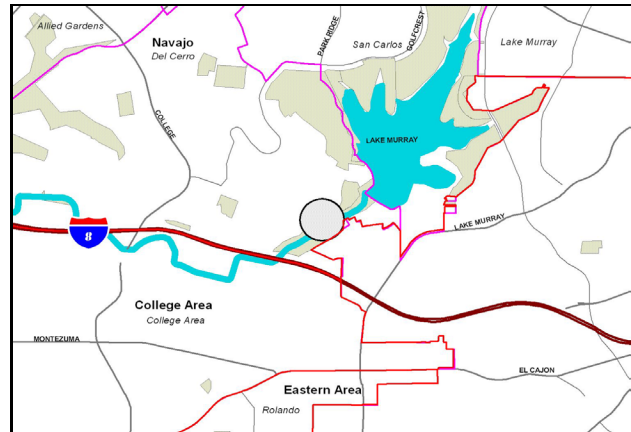 Allied Gardens
Navajo
Del Cerro
PARK RIDGE
San Carlos
GOLFCREST
Lake Murray
COLLEGE
LAKE MURRAY
LAKE MURRAY
8
College Area
College Area
MONTEZUMA
EL CAJON
Eastern Area
Rolando